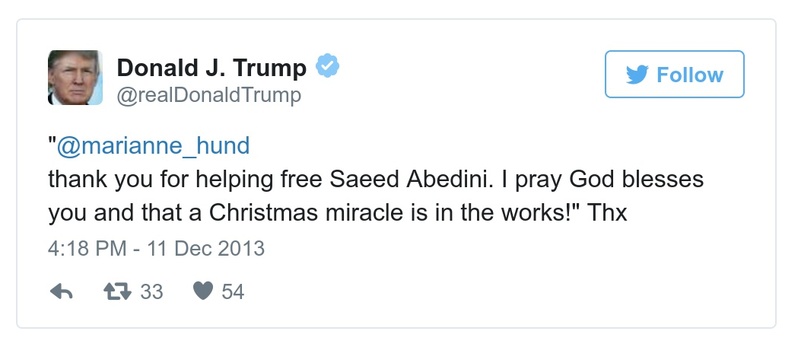 Donald J. Trump
@realDonaldTrump
Follow
"@marianne_hund
thank you for helping free Saeed Abedini. I pray God blesses
you and that a Christmas miracle is in the works!" Thx
4:18 PM - 11 Dec 2013
33 54